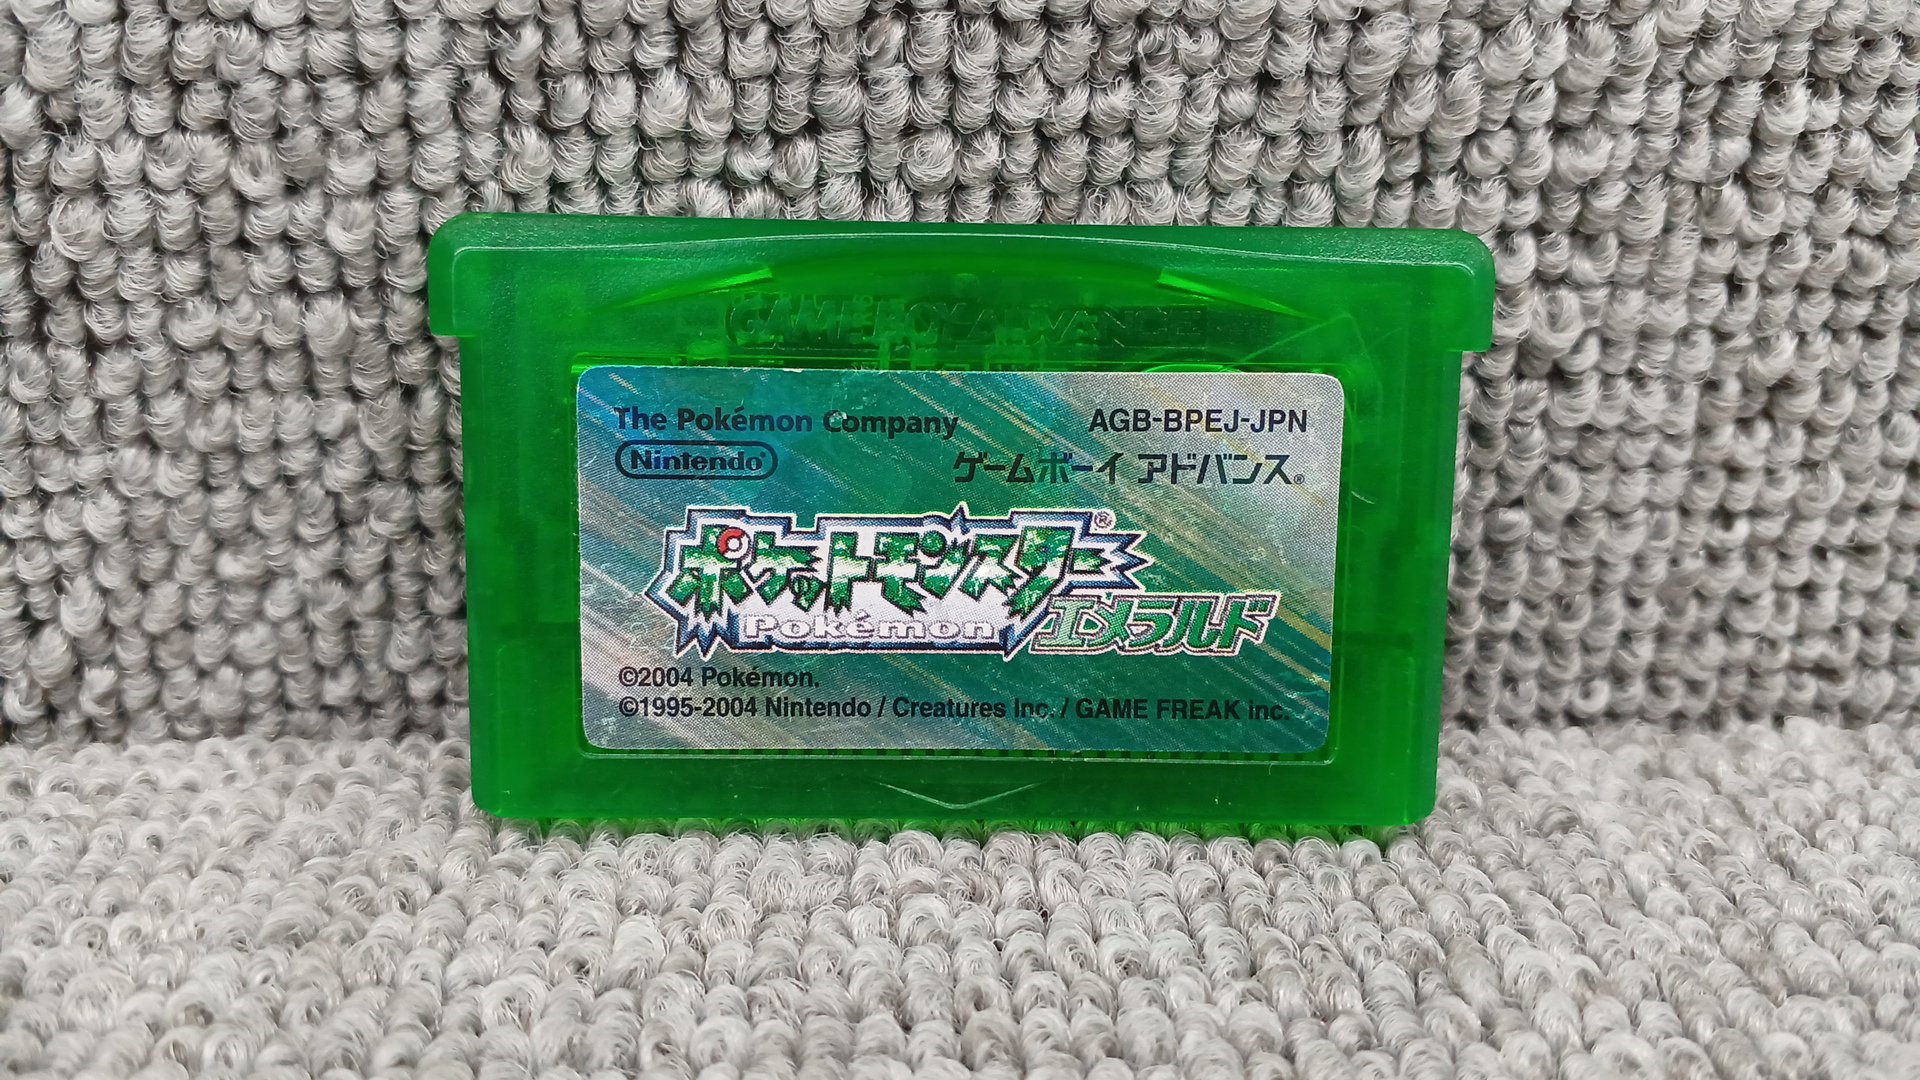 GAME BOY ADVANCE
The Pokémon Company
AGB-BPEJ-JPN
Nintendo®
ゲームボーイ アドバンス®
ポケットモンスター®
Pokémon
エメラルド
©2004 Pokémon.
©1995-2004 Nintendo / Creatures Inc. / GAME FREAK inc.